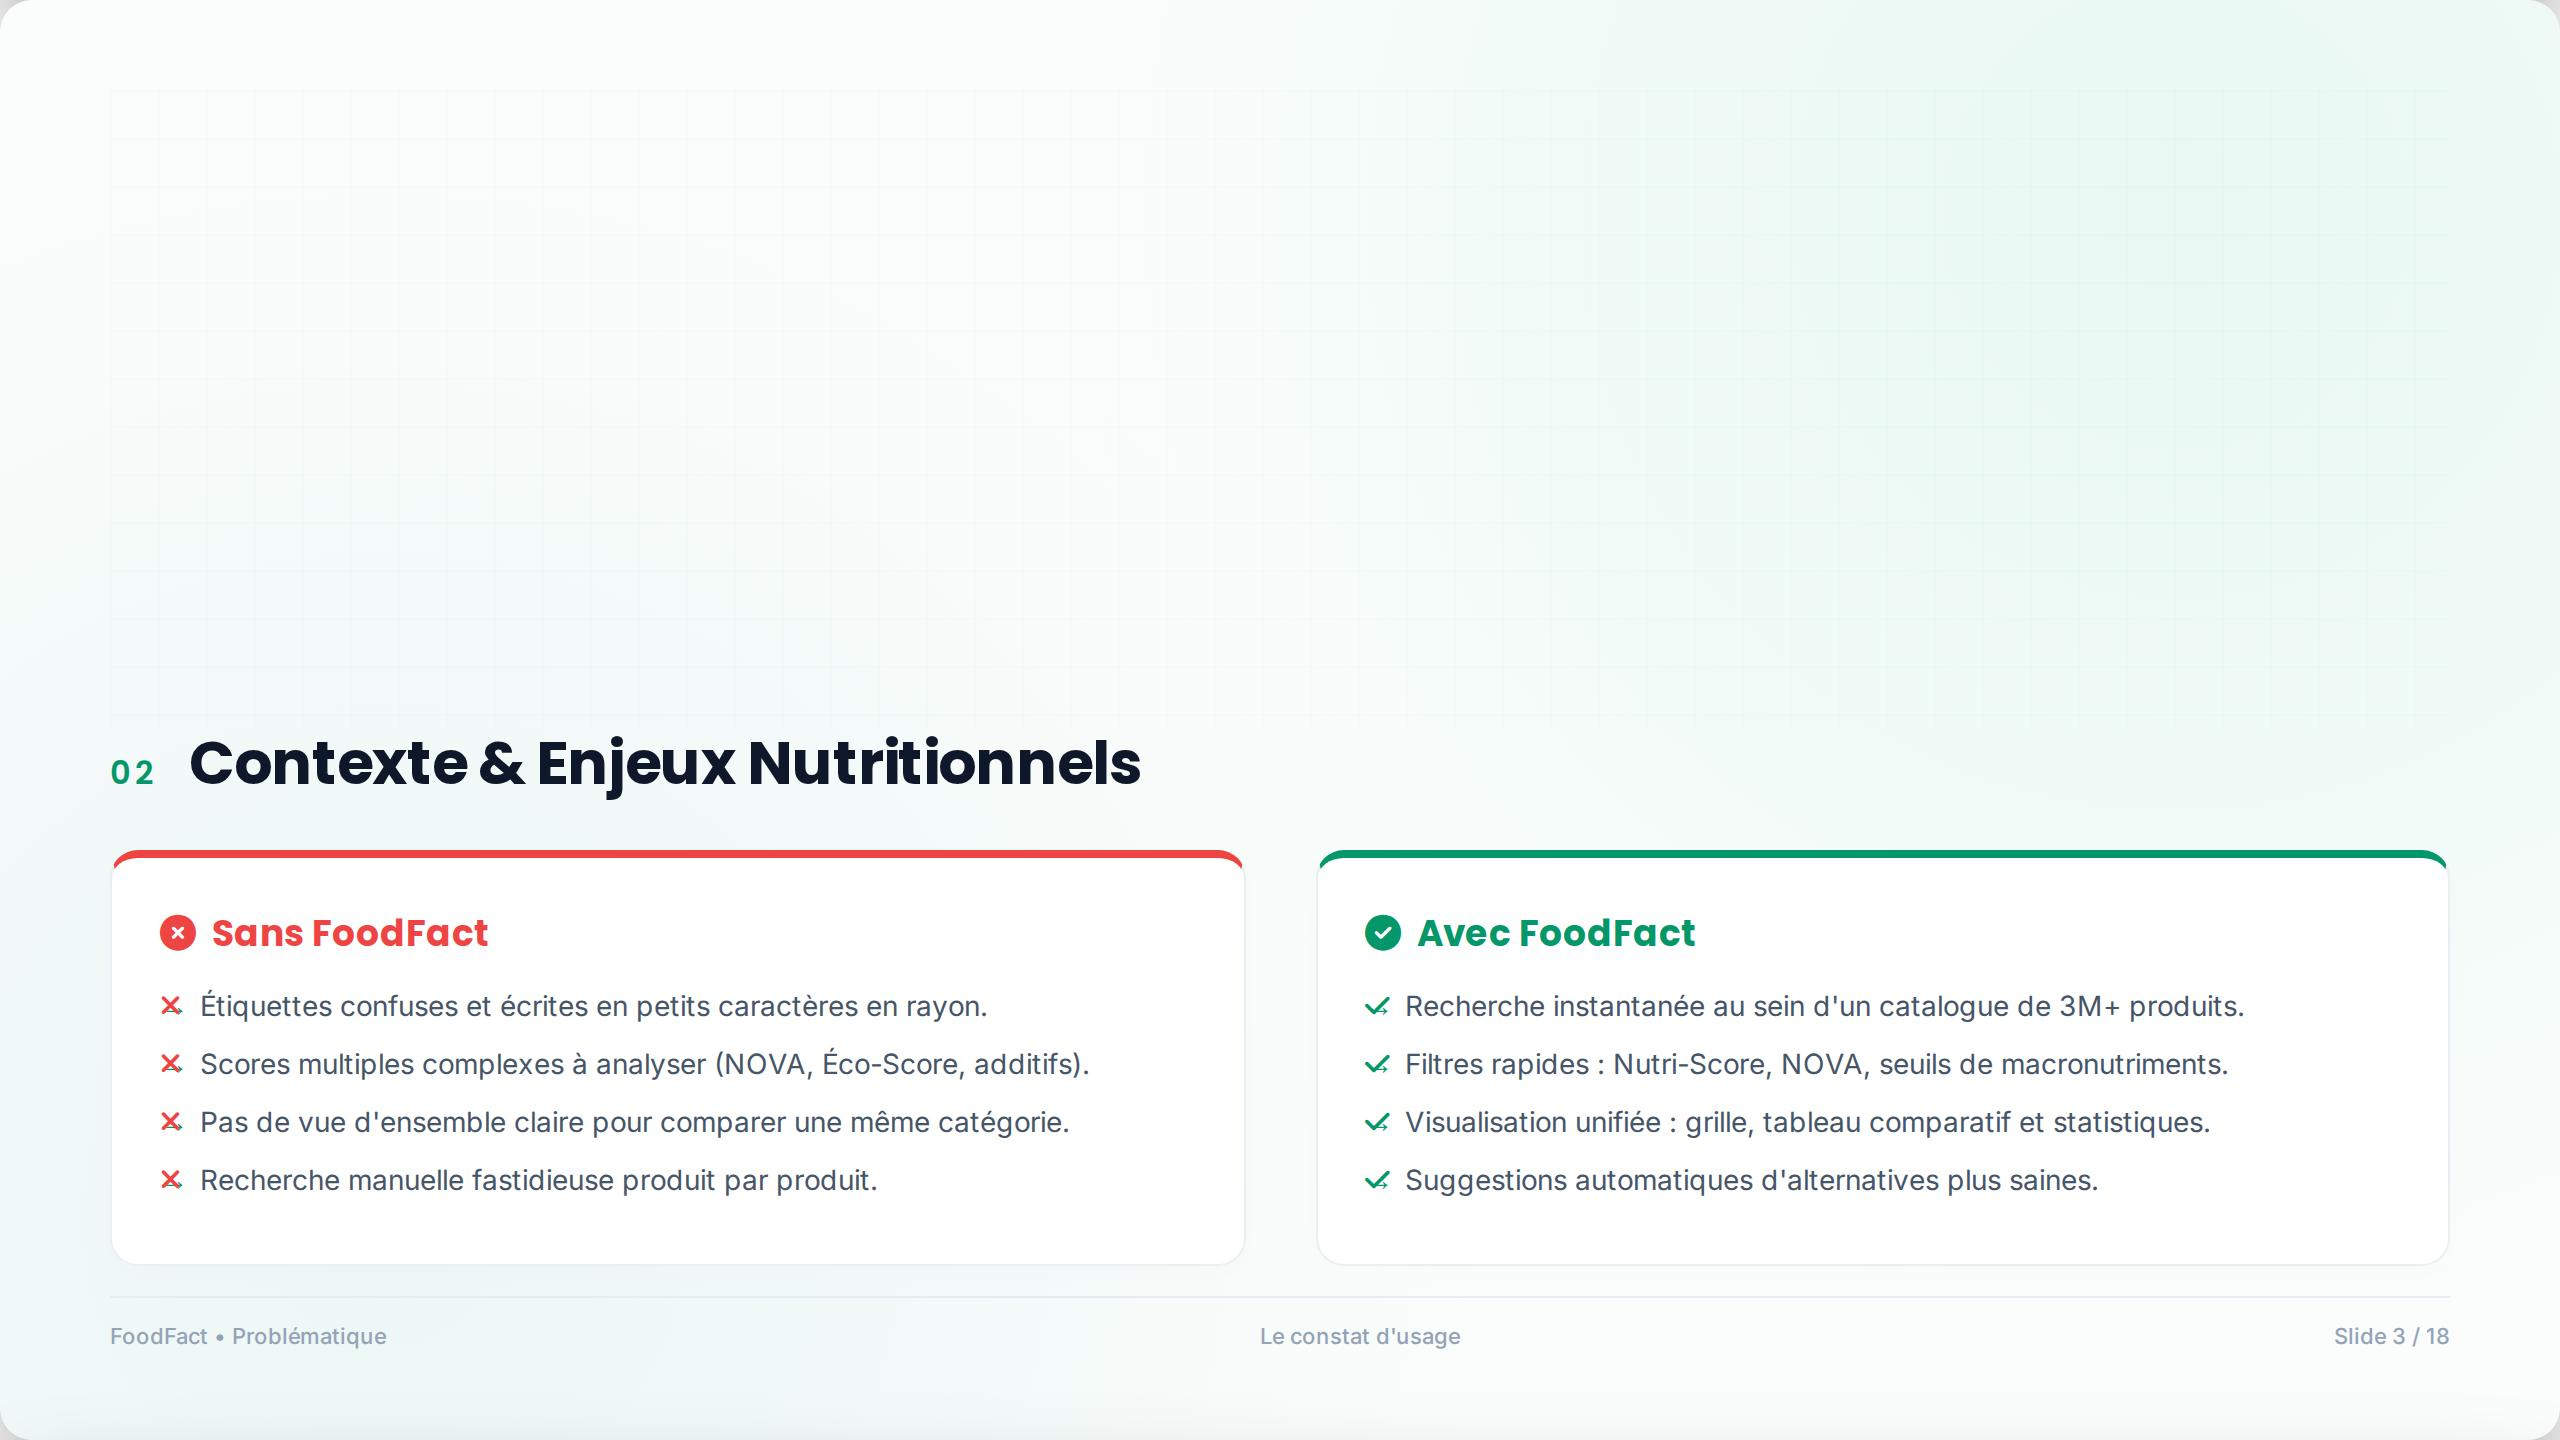 02 Contexte & Enjeux Nutritionnels
Sans FoodFact
Étiquettes confuses et écrites en petits caractères en rayon.
Scores multiples complexes à analyser (NOVA, Éco-Score, additifs).
Pas de vue d'ensemble claire pour comparer une même catégorie.
Recherche manuelle fastidieuse produit par produit.
Avec FoodFact
Recherche instantanée au sein d'un catalogue de 3M+ produits.
Filtres rapides : Nutri-Score, NOVA, seuils de macronutriments.
Visualisation unifiée : grille, tableau comparatif et statistiques.
Suggestions automatiques d'alternatives plus saines.
FoodFact • Problématique
Le constat d'usage
Slide 3 / 18